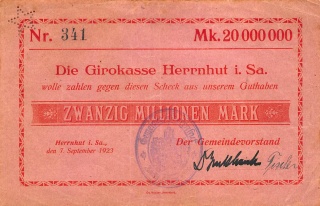 Nr. 341 Mk. 20 000 000
Die Girokasse Herrnhut i. Sa.
wolle zahlen gegen diesen Scheck aus unserem Guthaben
ZWANZIG MILLIONEN MARK
Herrnhut i. Sa., Der Gemeindevorstand
den 7. September 1923